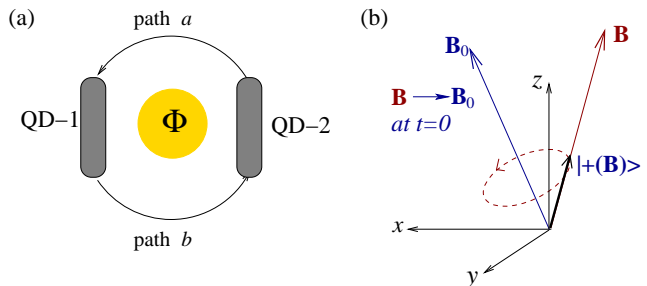 (a)
path a
QD−1
Φ
QD−2
path b
(b)
B₀
B
z
B → B₀
at t=0
|+(B)>
x
y